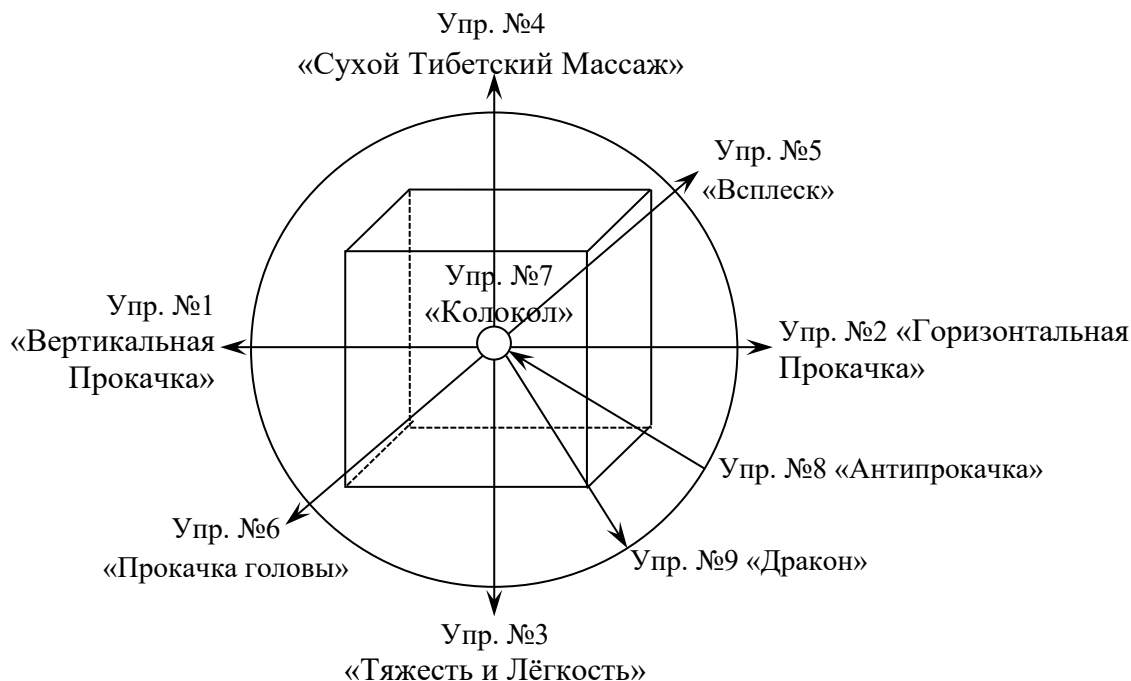 Упр. №4
«Сухой Тибетский Массаж»
Упр. №5
«Всплеск»
Упр. №7
«Колокол»
Упр. №1
«Вертикальная
Прокачка»
Упр. №2 «Горизонтальная
Прокачка»
Упр. №8 «Антипрокачка»
Упр. №6
«Прокачка головы»
Упр. №9 «Дракон»
Упр. №3
«Тяжесть и Лёгкость»